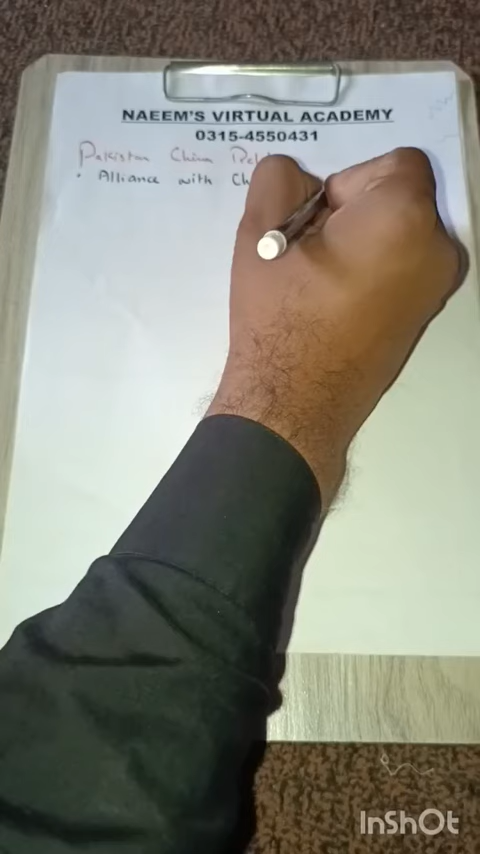 NAEEM'S VIRTUAL ACADEMY
0315-4550431
Pakistan China
Alliance with
InShOt